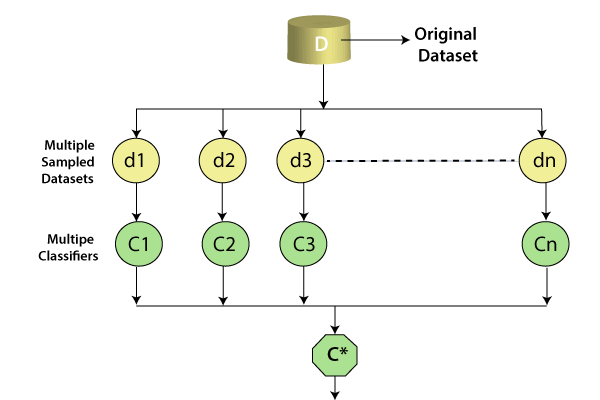 D
Original
Dataset
Multiple
Sampled
Datasets
d1
d2
d3
dn
Multipe
Classifiers
C1
C2
C3
Cn
C*